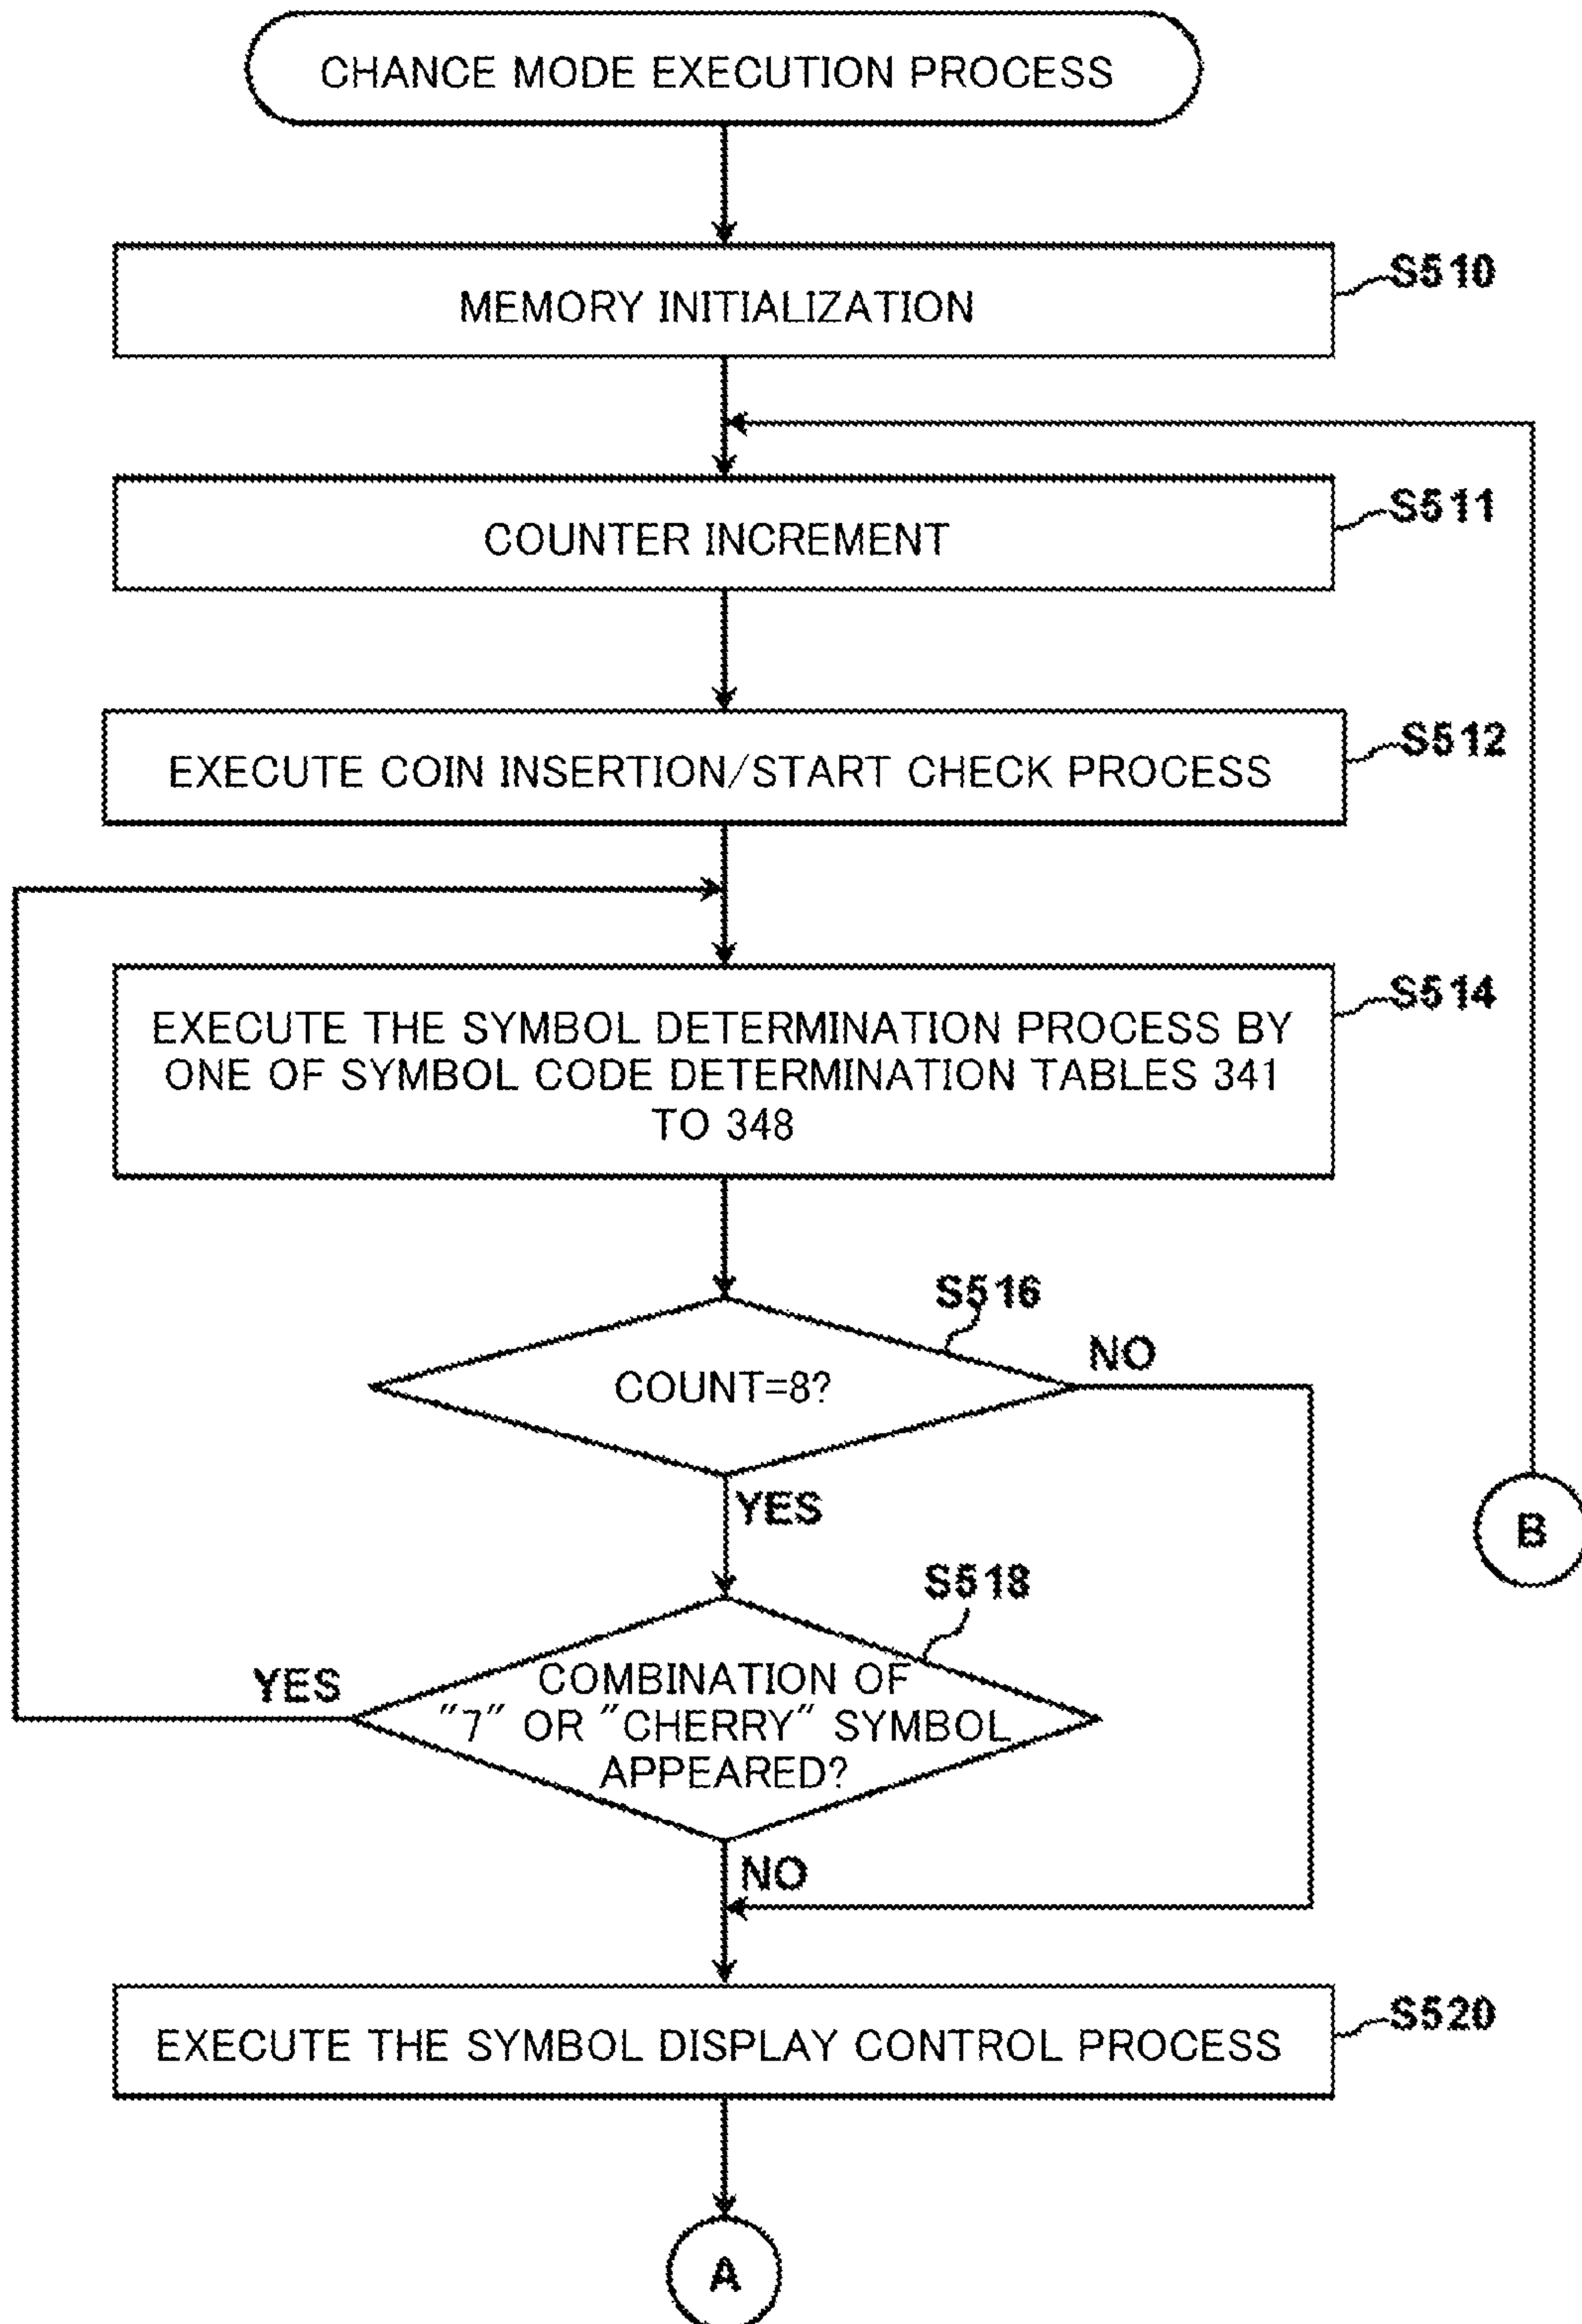 CHANCE MODE EXECUTION PROCESS
MEMORY INITIALIZATION
S510
COUNTER INCREMENT
S511
EXECUTE COIN INSERTION/START CHECK PROCESS
S512
EXECUTE THE SYMBOL DETERMINATION PROCESS BY
ONE OF SYMBOL CODE DETERMINATION TABLES 341
TO 348
S514
S516
COUNT=8?
NO
YES
B
S518
COMBINATION OF
"7" OR "CHERRY" SYMBOL
APPEARED?
YES
NO
EXECUTE THE SYMBOL DISPLAY CONTROL PROCESS
S520
A